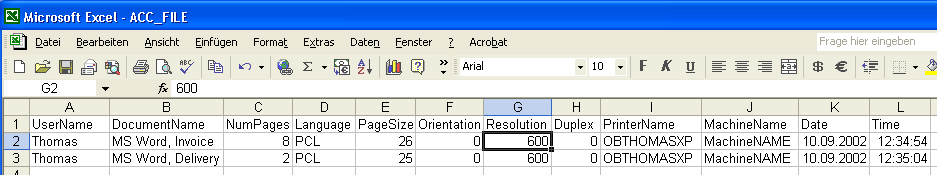 Microsoft Excel - ACC_FILE
Datei Bearbeiten Ansicht Einfügen Format Extras Daten Fenster ? Acrobat Frage hier eingeben
Arial 10 F K U $ €
G2 fx 600
A B C D E F G H I J K L
1 UserName DocumentName NumPages Language PageSize Orientation Resolution Duplex PrinterName MachineName Date Time
2 Thomas MS Word, Invoice 8 PCL 26 0 600 0 OBTHOMASXP MachineNAME 10.09.2002 12:34:54
3 Thomas MS Word, Delivery 2 PCL 25 0 600 0 OBTHOMASXP MachineNAME 10.09.2002 12:35:04